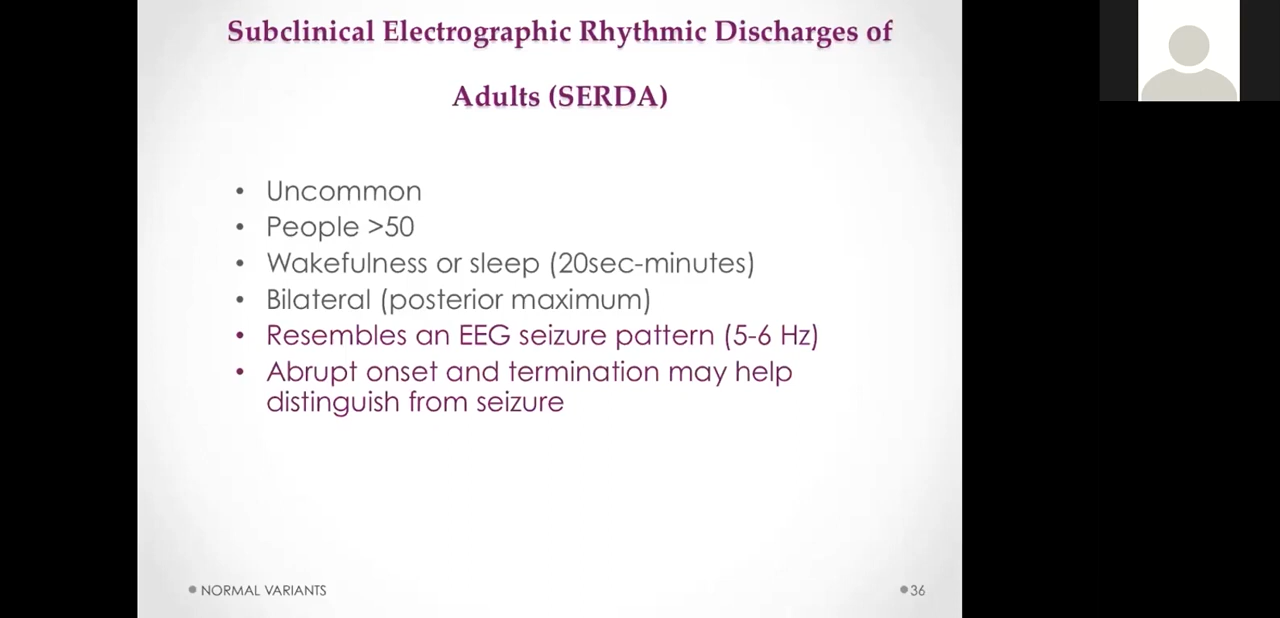 Subclinical Electrographic Rhythmic Discharges of
Adults (SERDA)
• Uncommon
• People >50
• Wakefulness or sleep (20sec-minutes)
• Bilateral (posterior maximum)
• Resembles an EEG seizure pattern (5-6 Hz)
• Abrupt onset and termination may help
distinguish from seizure
• NORMAL VARIANTS
• 36